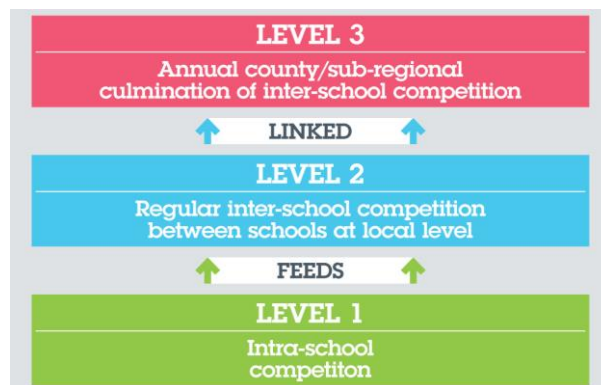 LEVEL 3
Annual county/sub-regional
culmination of inter-school competition
LINKED
LEVEL 2
Regular inter-school competition
between schools at local level
FEEDS
LEVEL 1
Intra-school
competiton